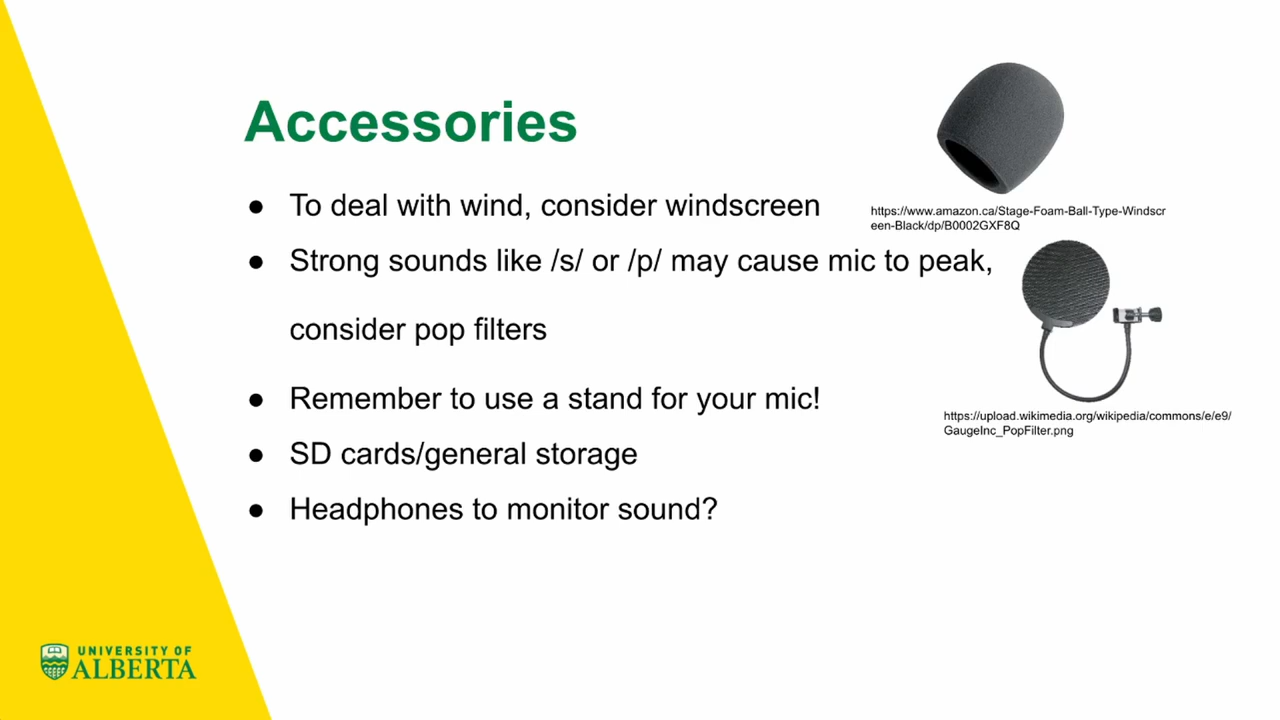 Accessories
● To deal with wind, consider windscreen
https://www.amazon.ca/Stage-Foam-Ball-Type-Windscr
een-Black/dp/B0002GXF8Q
● Strong sounds like /s/ or /p/ may cause mic to peak,
consider pop filters
● Remember to use a stand for your mic!
https://upload.wikimedia.org/wikipedia/commons/e/e9/
GaugeInc_PopFilter.png
● SD cards/general storage
● Headphones to monitor sound?
UNIVERSITY OF
ALBERTA